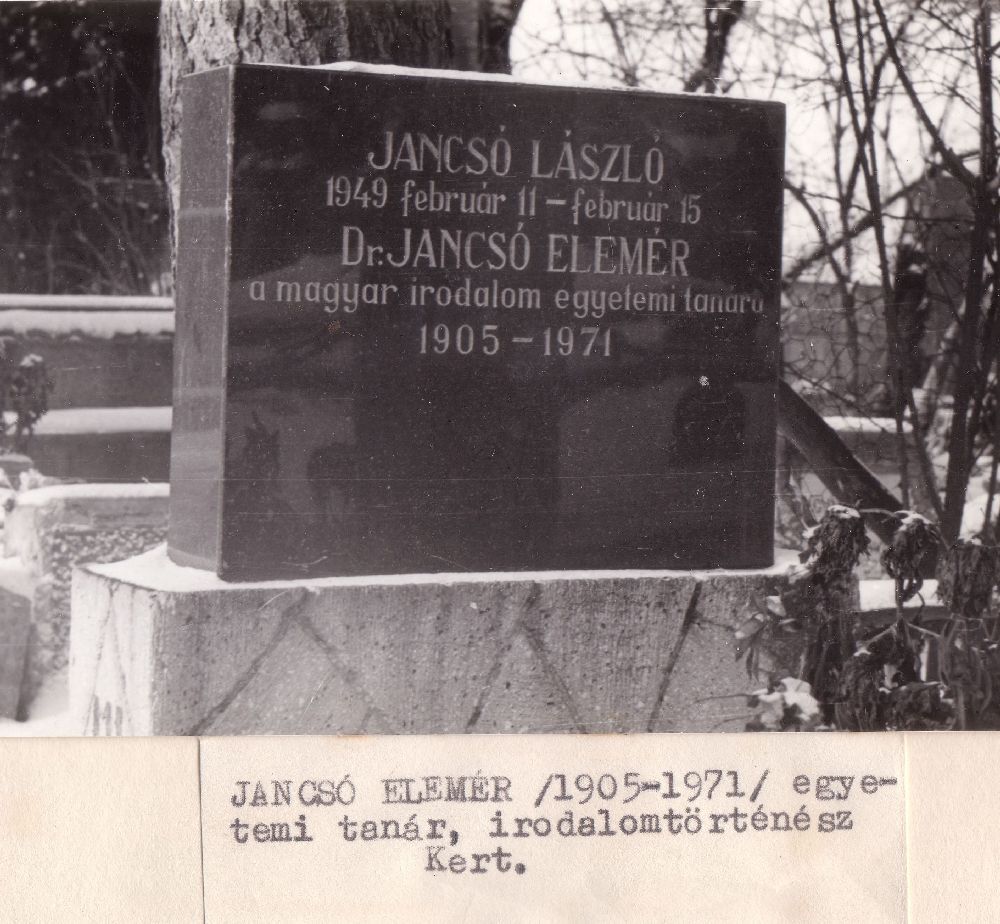 JANCSÓ LÁSZLÓ
1949 február 11 – február 15
Dr. JANCSÓ ELEMÉR
a magyar irodalom egyetemi tanára
1905 – 1971
JANCSÓ ELEMÉR /1905-1971/ egye-
temi tanár, irodalomtörténész
Kert.